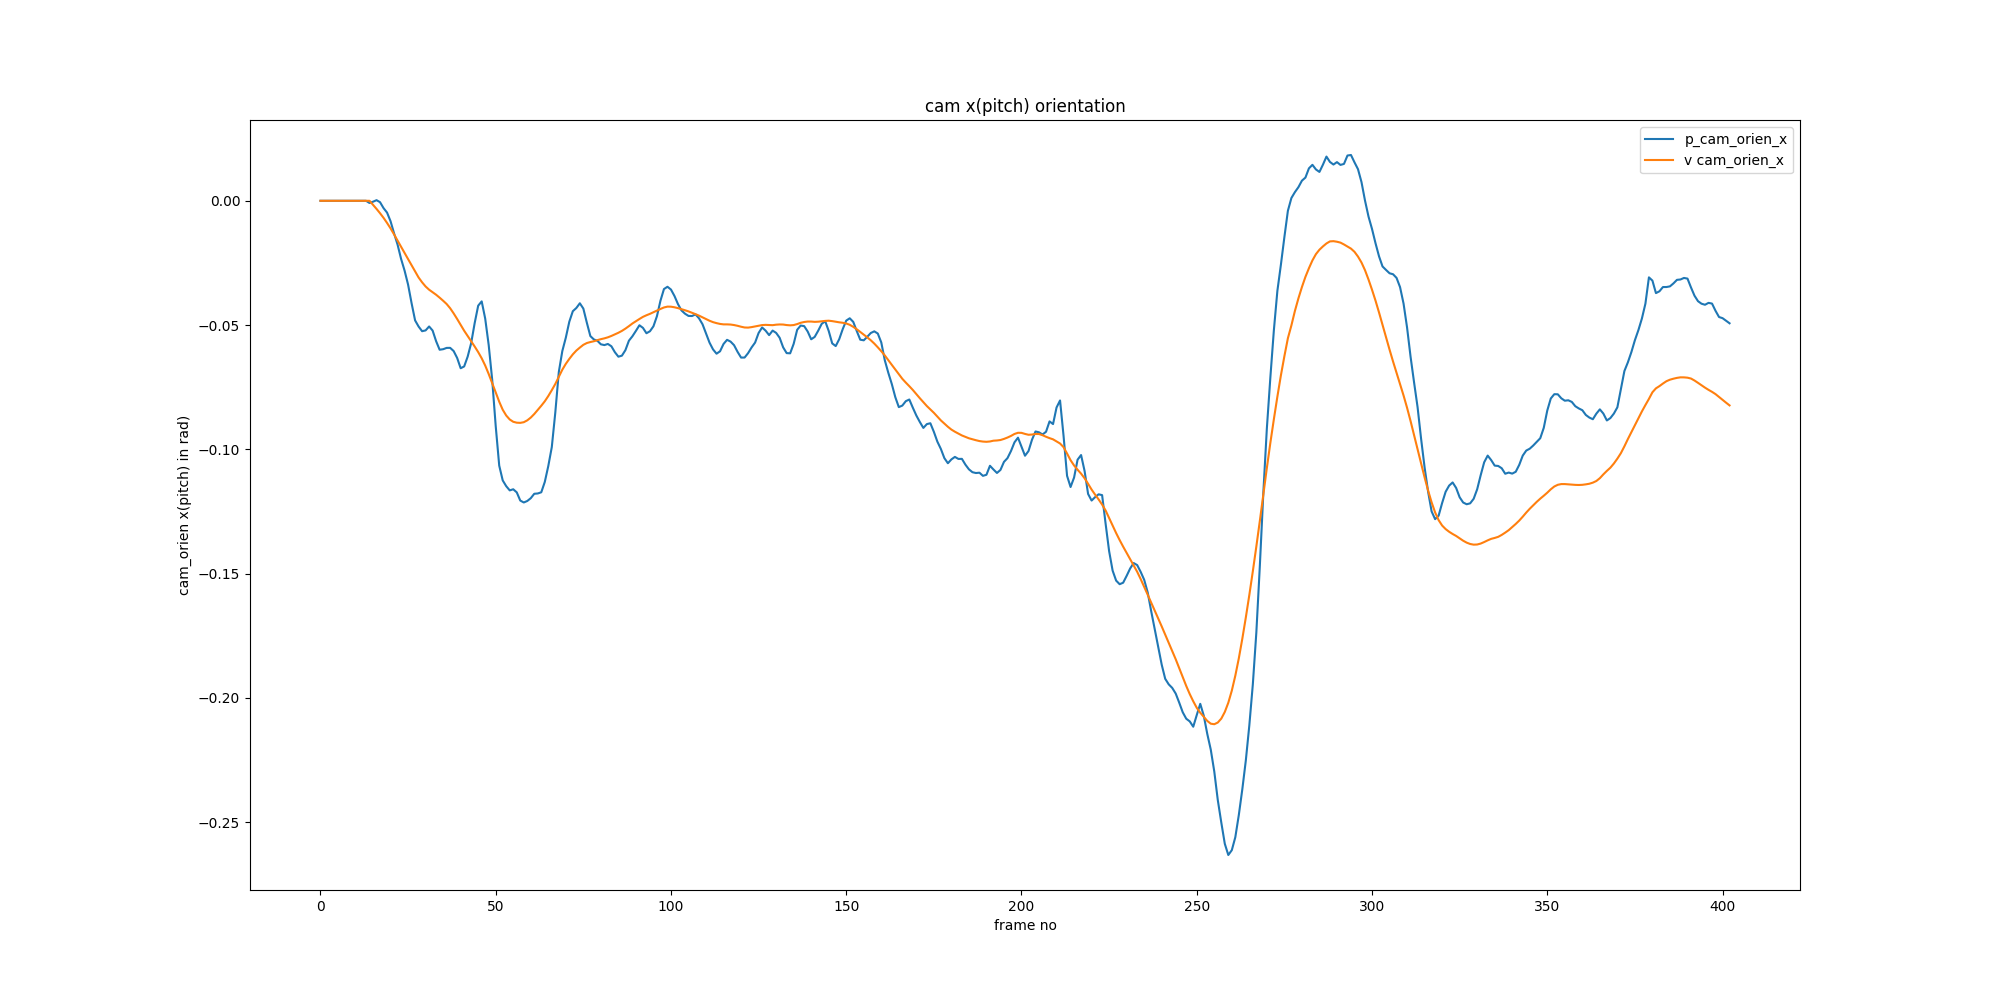 cam x(pitch) orientation
p_cam_orien_x
v cam_orien_x
cam_orien x(pitch) in rad)
0.00
−0.05
−0.10
−0.15
−0.20
−0.25
0 50 100 150 200 250 300 350 400
frame no